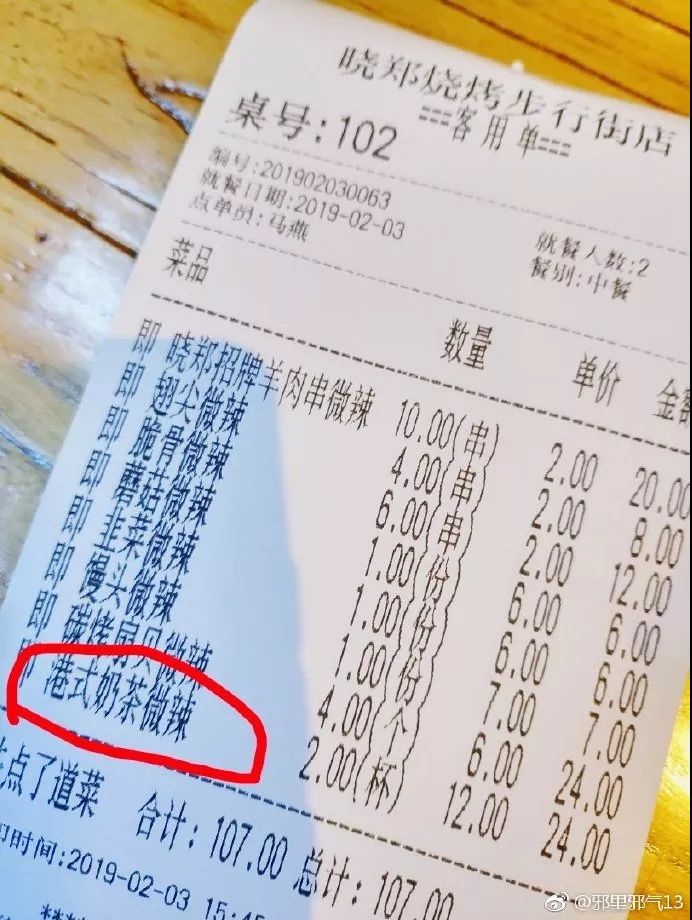 晓郑烧烤步行街店
===客用单===
桌号:102
编号:201902030063
就餐日期:2019-02-03 就餐人数:2
点单员:马燕 餐别:中餐
菜品 数量 单价 金额
即 晓郑招牌羊肉串微辣 10.00(串) 2.00 20.00
即 翅尖微辣 4.00(串) 2.00 8.00
即 脆骨微辣 6.00(串) 2.00 12.00
即 蘑菇微辣 1.00(份) 6.00 6.00
即 韭菜微辣 1.00(份) 6.00 6.00
即 馒头微辣 1.00(份) 7.00 7.00
即 碳烤扇贝微辣 4.00(个) 6.00 24.00
即 港式奶茶微辣 2.00(杯) 12.00 24.00
点了道菜 合计: 107.00 总计: 107.00
时间:2019-02-03 15:4
@邪里邪气13